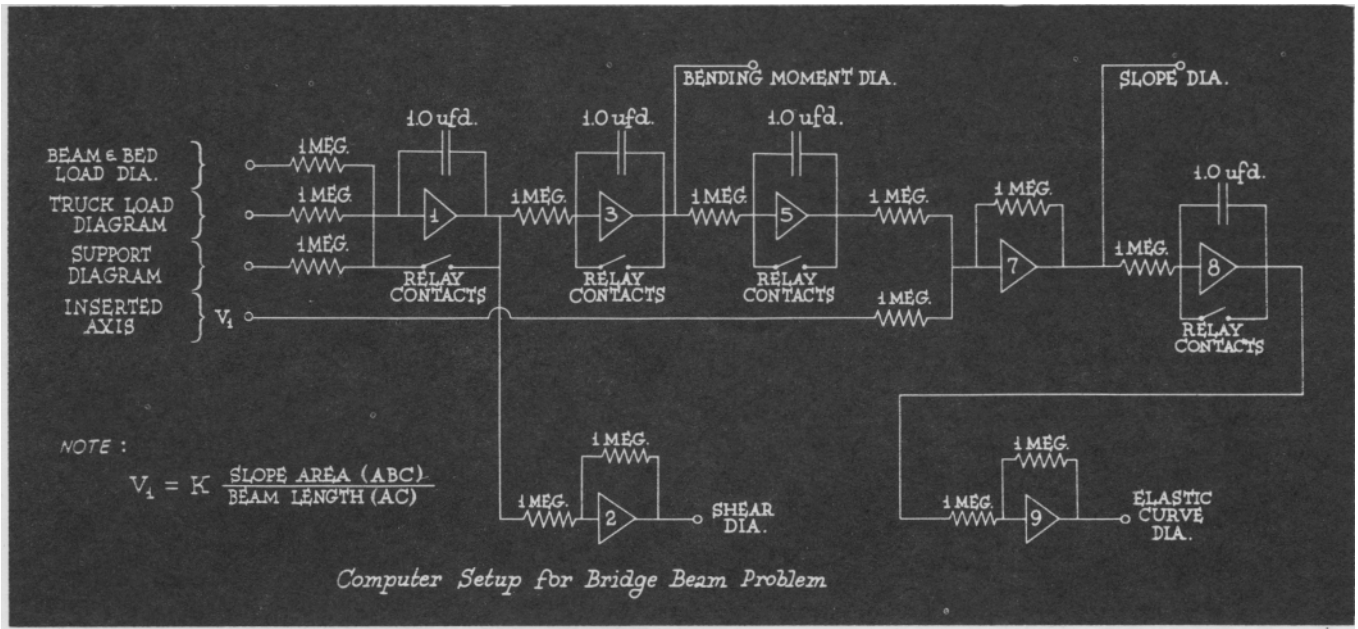 BENDING MOMENT DIA.
SLOPE DIA.
1.0 ufd.
1.0 ufd.
1.0 ufd.
1.0 ufd.
BEAM & BED
LOAD DIA.
1 MEG.
TRUCK LOAD
DIAGRAM
1 MEG.
1
1 MEG.
3
1 MEG.
5
1 MEG.
1 MEG.
7
1 MEG.
8
SUPPORT
DIAGRAM
1 MEG.
RELAY
CONTACTS
RELAY
CONTACTS
RELAY
CONTACTS
RELAY
CONTACTS
INSERTED
AXIS
V₁
1 MEG.
NOTE :
V₁ = K SLOPE AREA (ABC)
BEAM LENGTH (AC)
1 MEG.
1 MEG.
2
SHEAR
DIA.
1 MEG.
1 MEG.
9
ELASTIC
CURVE
DIA.
Computer Setup for Bridge Beam Problem